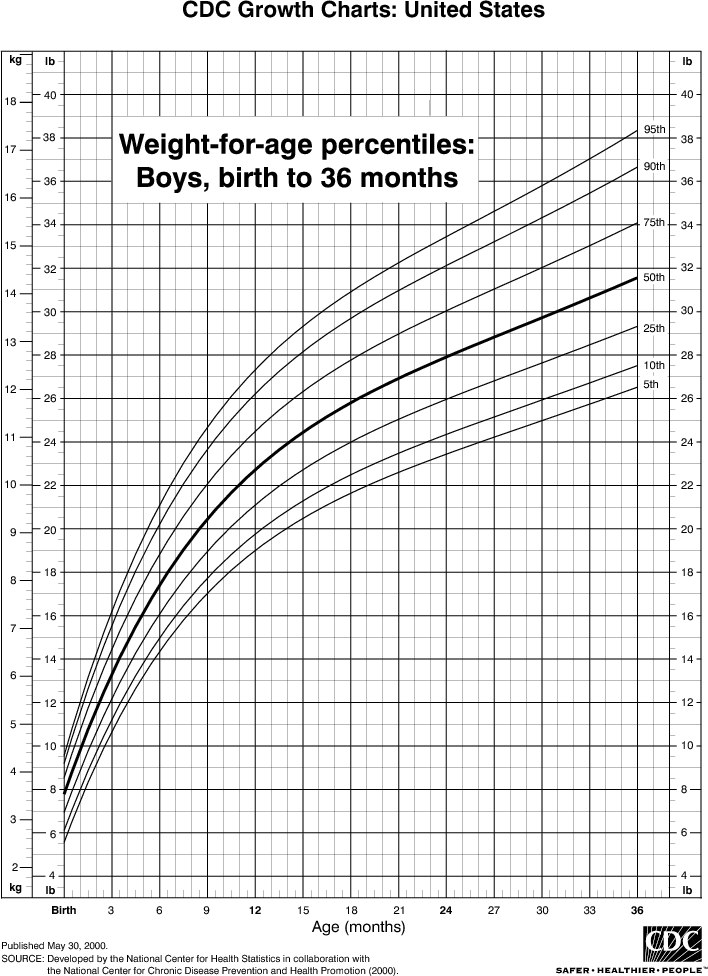 CDC Growth Charts: United States
kg lb lb
40 40
18
38 95th 38
Weight-for-age percentiles:
17
90th
Boys, birth to 36 months
36 36
16
34 75th 34
15
32 50th 32
14
30 30
25th
13
28 28
10th
12 5th
26 26
11
24 24
10 22 22
9 20 20
8 18 18
16 16
7
14 14
6
12 12
5
10 10
4
8 8
3
6 6
2 4 4
kg lb lb
Birth 3 6 9 12 15 18 21 24 27 30 33 36
Age (months)
Published May 30, 2000.
SOURCE: Developed by the National Center for Health Statistics in collaboration with
the National Center for Chronic Disease Prevention and Health Promotion (2000).
CDC
SAFER • HEALTHIER • PEOPLE™